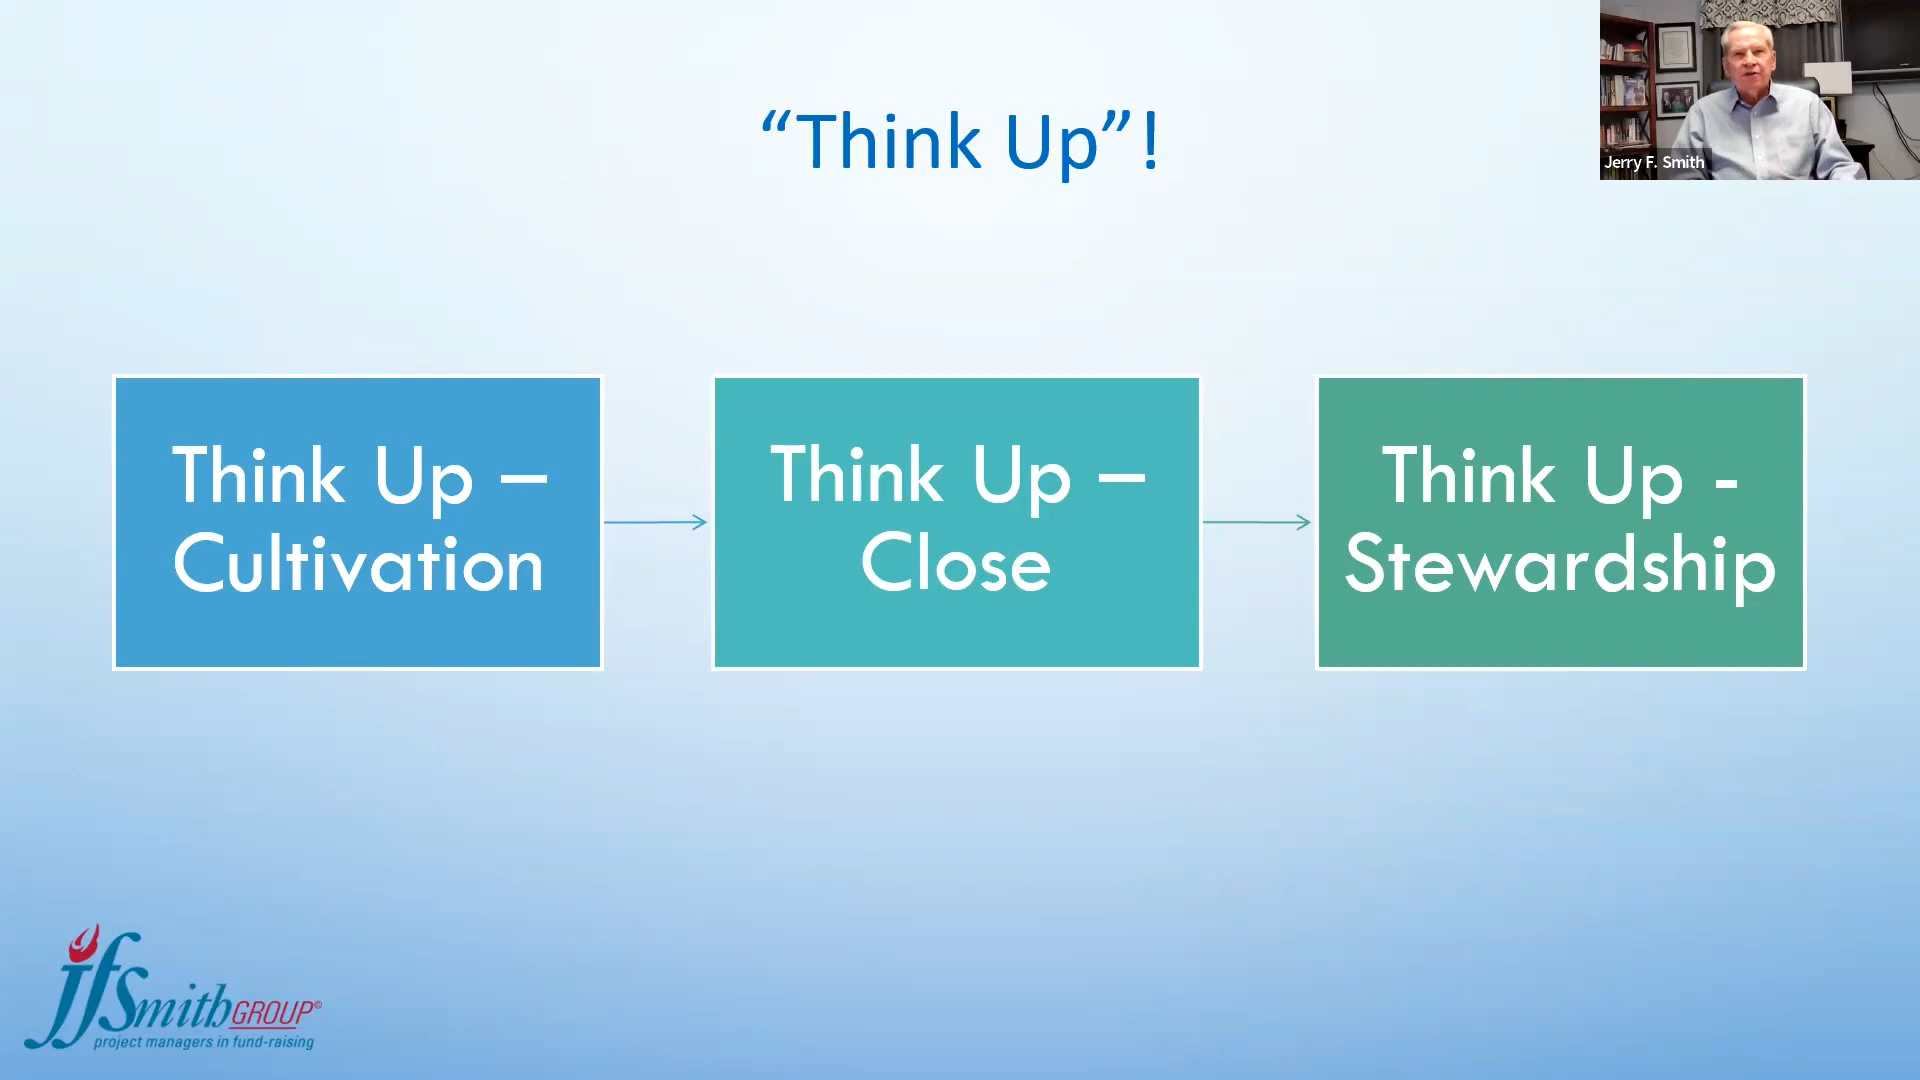 “Think Up”!
Jerry F. Smith
Think Up –
Cultivation
Think Up –
Close
Think Up -
Stewardship
jfSmithGROUP©
project managers in fund-raising